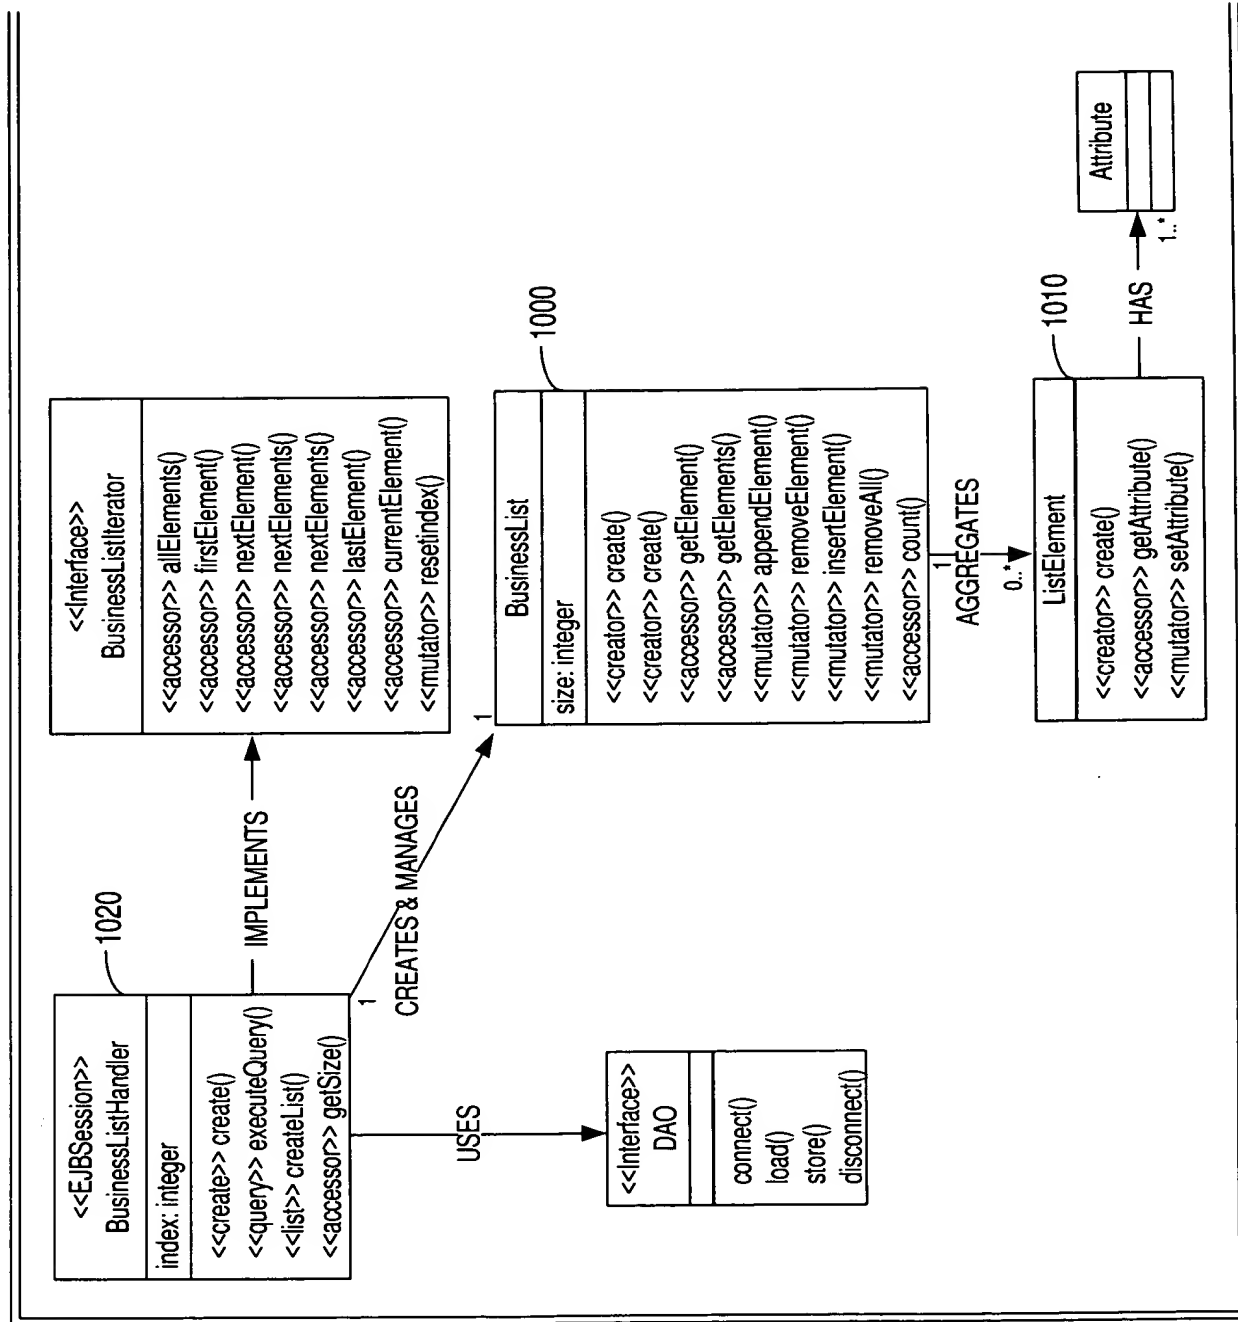 <<EJBSession>>
BusinessListHandler
index: integer
<<create>> create()
<<query>> executeQuery()
<<list>> createList()
<<accessor>> getSize()
1020
IMPLEMENTS
<<Interface>>
BusinessListIterator
<<accessor>> allElements()
<<accessor>> firstElement()
<<accessor>> nextElement()
<<accessor>> nextElements()
<<accessor>> nextElements()
<<accessor>> lastElement()
<<accessor>> currentElement()
<<mutator>> resetindex()
1
CREATES & MANAGES
1
USES
<<Interface>>
DAO
connect()
load()
store()
disconnect()
BusinessList
1000
size: integer
<<creator>> create()
<<creator>> create()
<<accessor>> getElement()
<<accessor>> getElements()
<<mutator>> appendElement()
<<mutator>> removeElement()
<<mutator>> insertElement()
<<mutator>> removeAll()
<<accessor>> count()
1
AGGREGATES
0..*
ListElement
1010
<<creator>> create()
<<accessor>> getAttribute()
<<mutator>> setAttribute()
HAS
1..*
Attribute